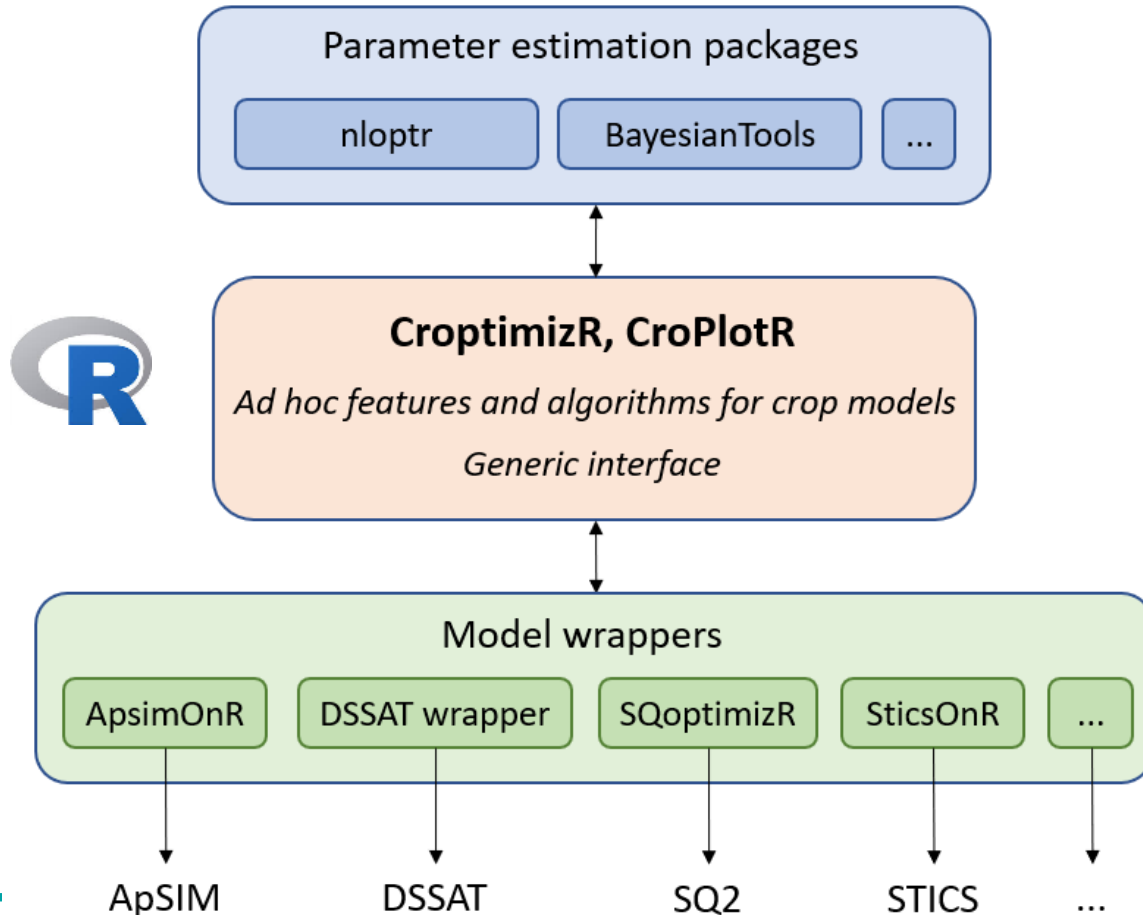 Parameter estimation packages
nloptr
BayesianTools
...
CroptimizR, CroPlotR
Ad hoc features and algorithms for crop models
Generic interface
R
Model wrappers
ApsimOnR
DSSAT wrapper
SQoptimizR
SticsOnR
...
ApSIM
DSSAT
SQ2
STICS
...